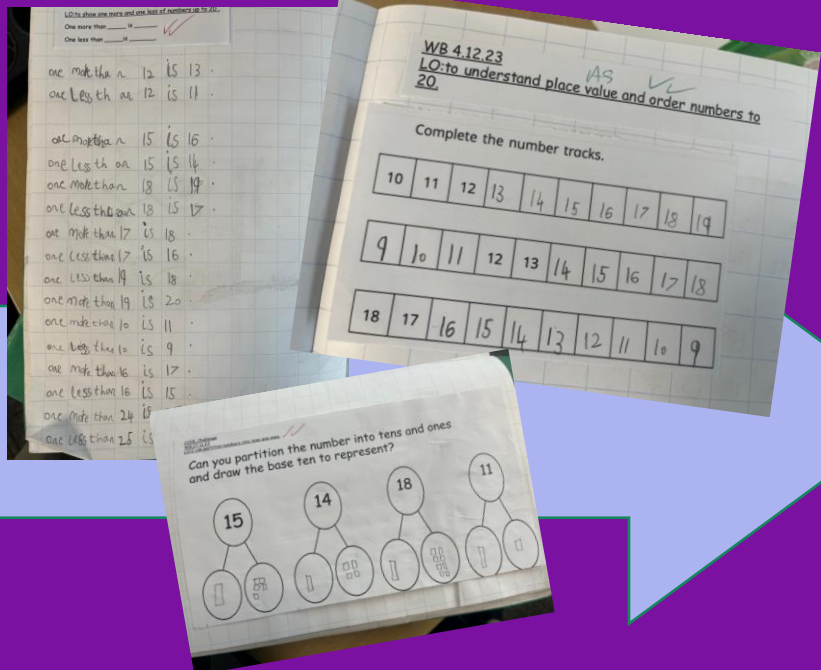 LO:to show one more and one less of numbers up to 20.
One more than _____ is _______.
One less than _____is _______.
one more than 12 is 13.
one less than 12 is 11.
one more than 15 is 16
one less than 15 is 14.
one more than 18 is 19.
one less than 18 is 17.
one more than 17 is 18.
one less than 17 is 16
one less than 19 is 18
one more than 19 is 20
one more than 10 is 11
one less than 10 is 9
one more than 16 is 17.
one less than 16 is 15
one more than 24 is
one less than 25 is
WB 4.12.23
AS
LO:to understand place value and order numbers to
20.
Complete the number tracks.
10 11 12 13 14 15 16 17 18 19
9 10 11 12 13 14 15 16 17 18
18 17 16 15 14 13 12 11 10 9
Can you partition the number into tens and ones
and draw the base ten to represent?
15 14 18 11